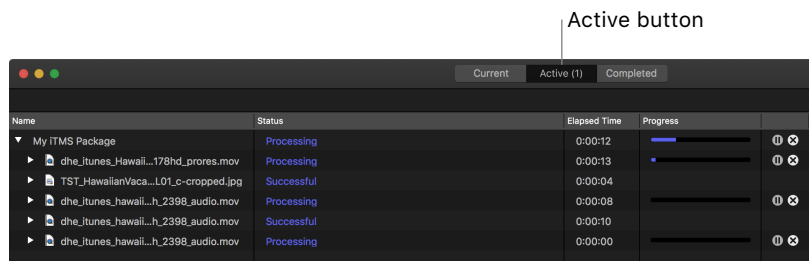 Active button
Current Active (1) Completed
Name Status Elapsed Time Progress
My iTMS Package Processing 0:00:12
dhe_itunes_Hawaii...178hd_prores.mov Processing 0:00:13
TST_HawaiianVaca...L01_c-cropped.jpg Successful 0:00:04
dhe_itunes_hawaii...h_2398_audio.mov Processing 0:00:08
dhe_itunes_hawaii...h_2398_audio.mov Successful 0:00:10
dhe_itunes_hawaii...h_2398_audio.mov Processing 0:00:00